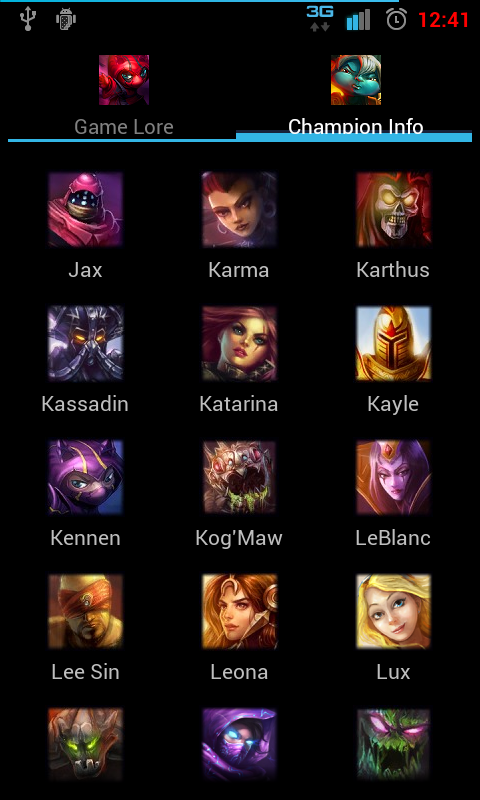 3G 12:41
Game Lore Champion Info
Jax Karma Karthus
Kassadin Katarina Kayle
Kennen Kog'Maw LeBlanc
Lee Sin Leona Lux